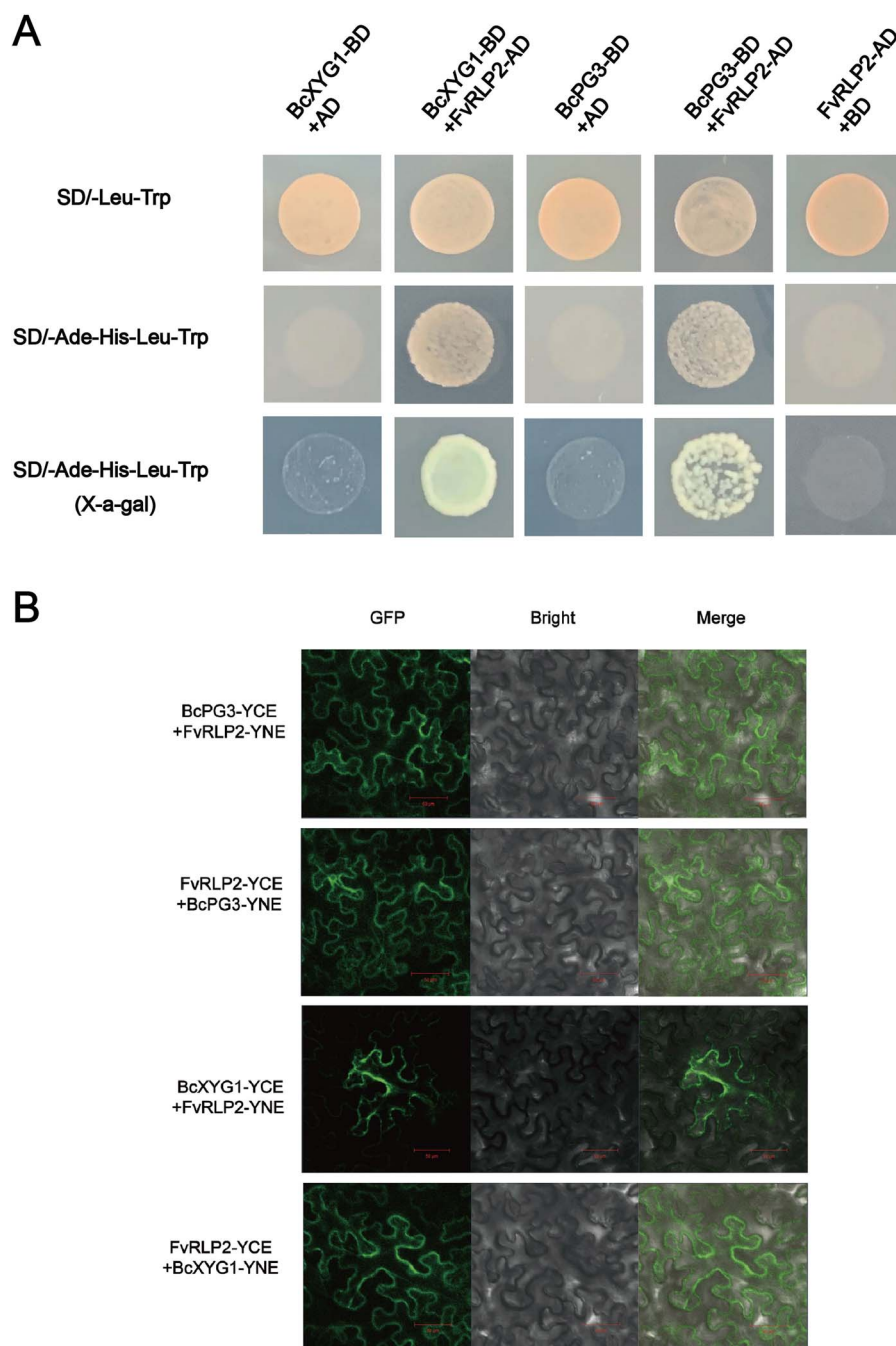 A
BcXYG1-BD
+AD
BcXYG1-BD
+FvRLP2-AD
BcPG3-BD
+AD
BcPG3-BD
+FvRLP2-AD
FvRLP2-AD
+BD
SD/-Leu-Trp
SD/-Ade-His-Leu-Trp
SD/-Ade-His-Leu-Trp
(X-a-gal)
B
GFP
Bright
Merge
BcPG3-YCE
+FvRLP2-YNE
FvRLP2-YCE
+BcPG3-YNE
BcXYG1-YCE
+FvRLP2-YNE
50 μm
FvRLP2-YCE
+BcXYG1-YNE